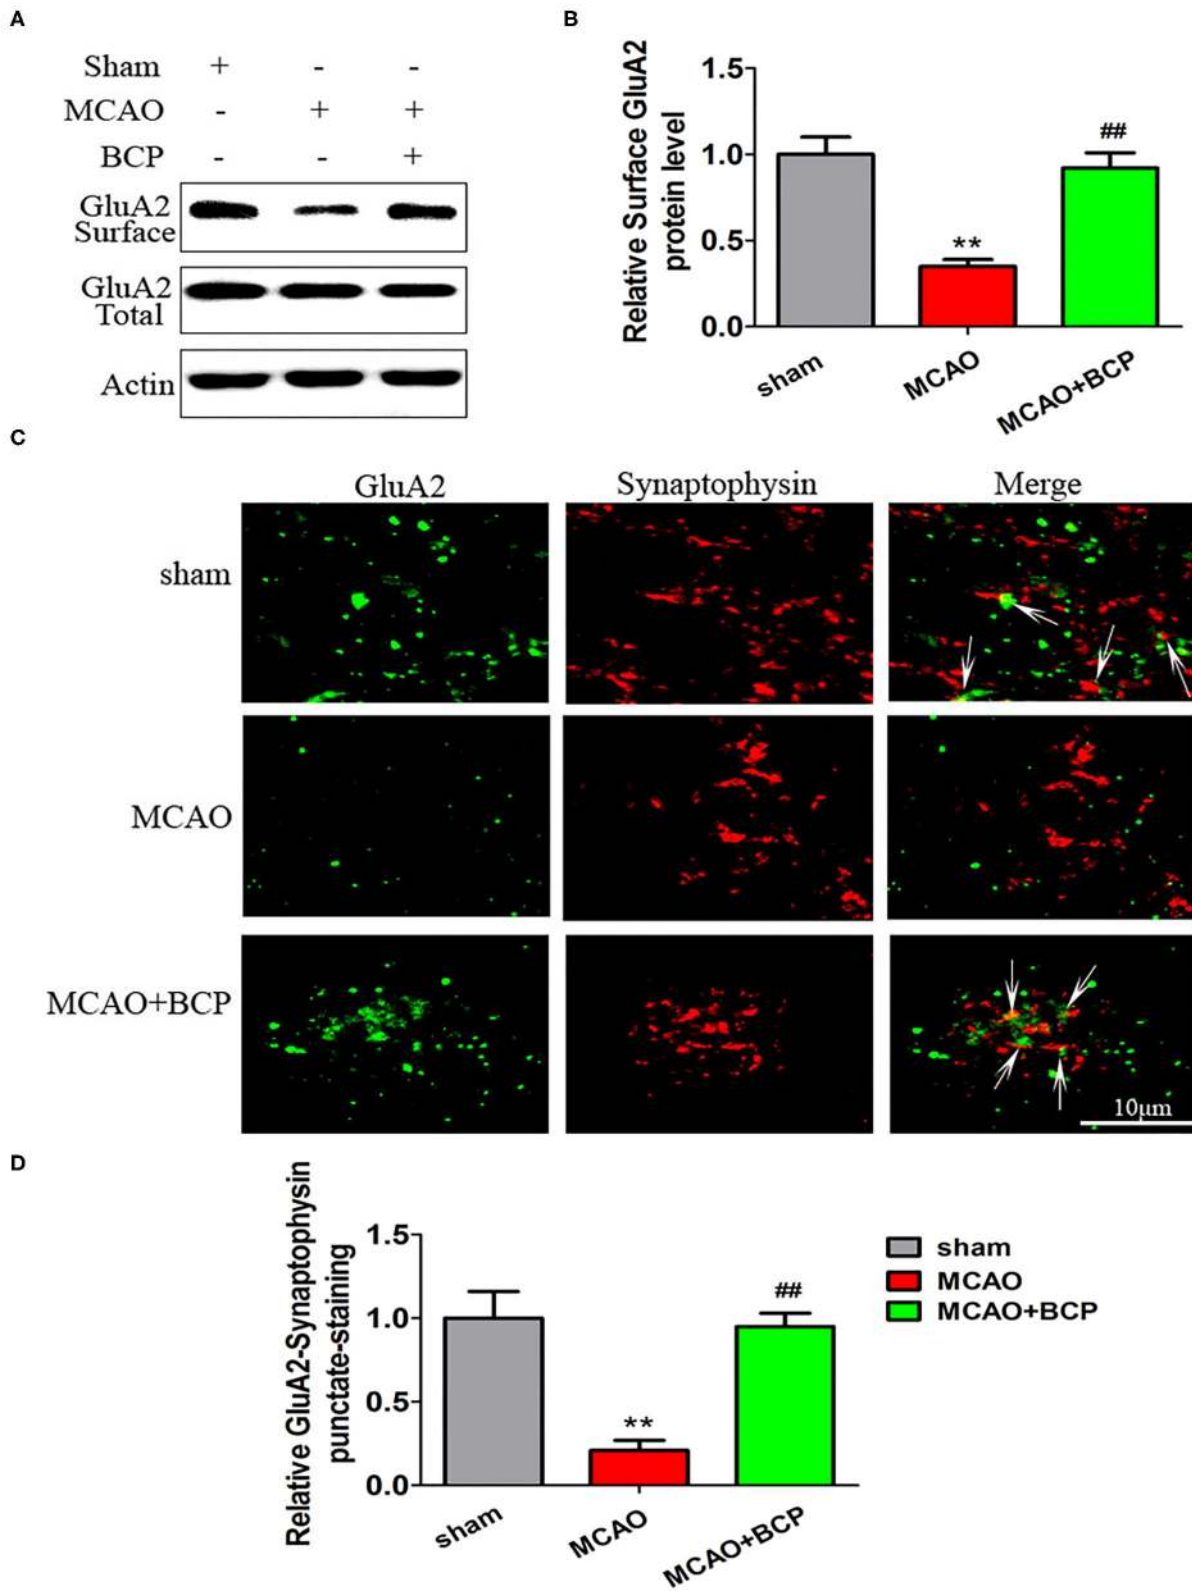 A
Sham + - -
MCAO - + +
BCP - - +
GluA2
Surface
GluA2
Total
Actin
B
Relative Surface GluA2
protein level
1.5
1.0
0.5
0.0
**
##
sham
MCAO
MCAO+BCP
C
GluA2 Synaptophysin Merge
sham
MCAO
MCAO+BCP
10μm
D
Relative GluA2-Synaptophysin
punctate-staining
1.5
1.0
0.5
0.0
**
##
sham
MCAO
MCAO+BCP
sham
MCAO
MCAO+BCP